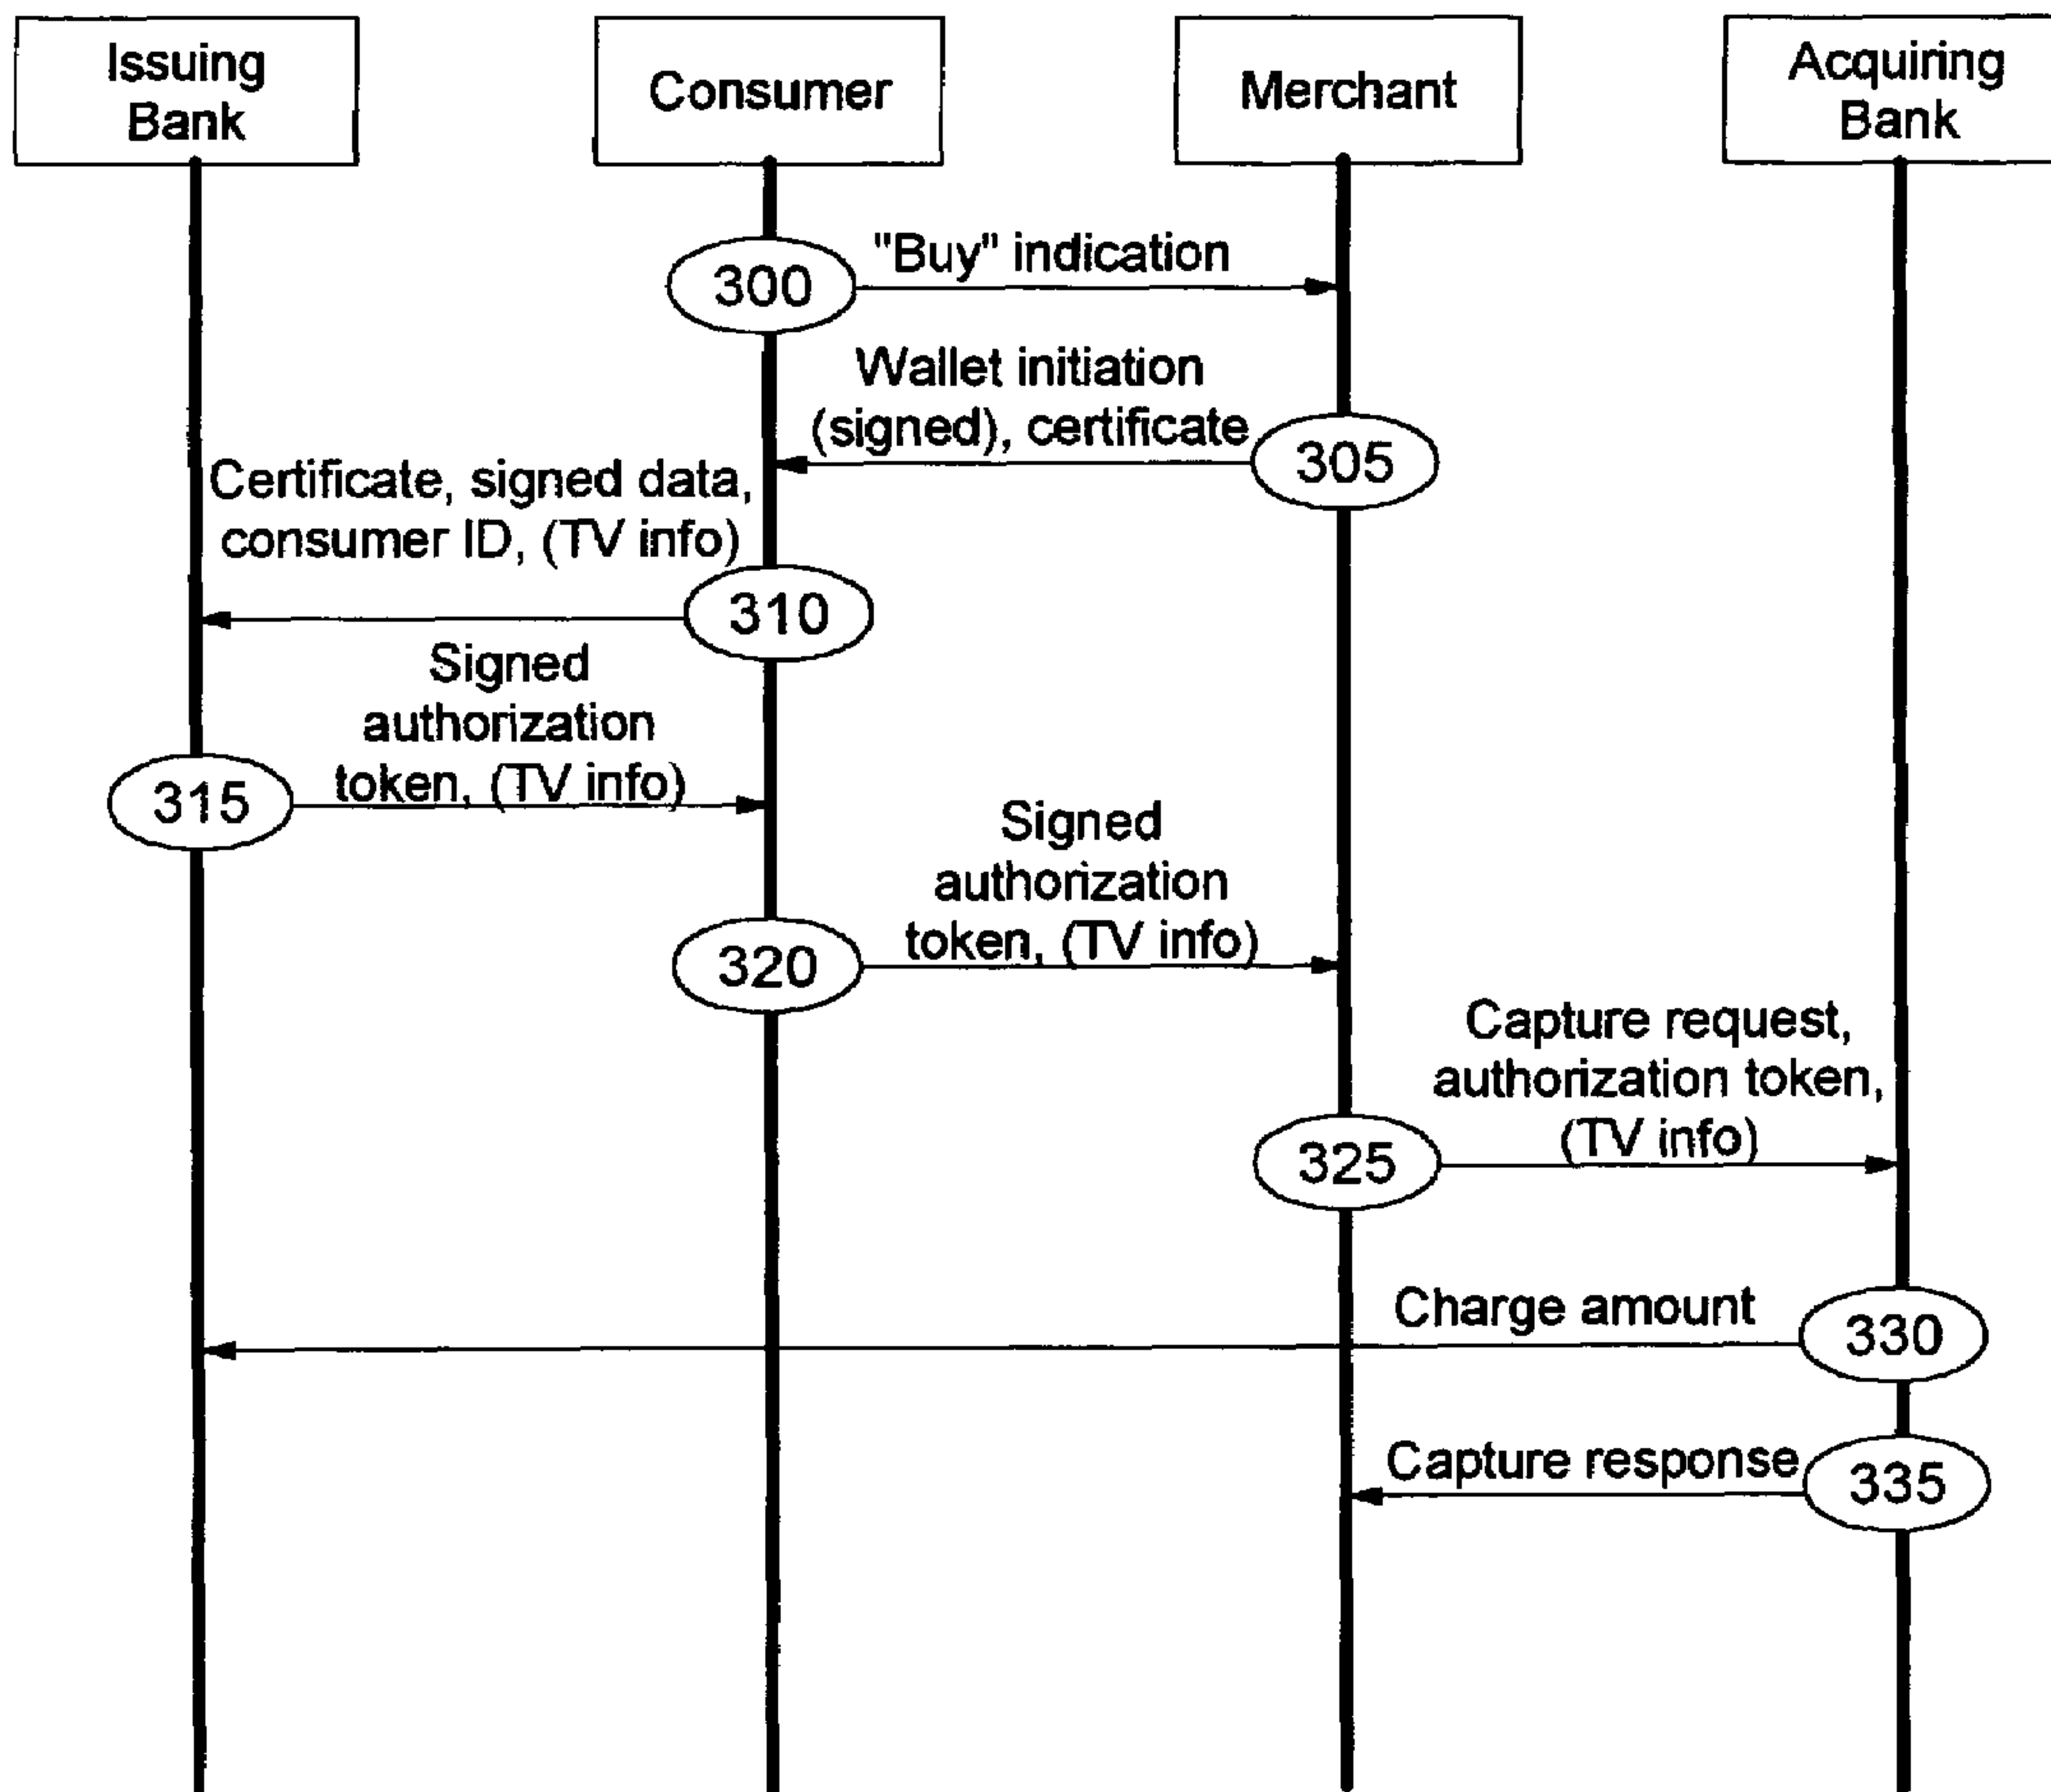 Issuing
Bank
Consumer
Merchant
Acquiring
Bank
300
"Buy" indication
Wallet initiation
(signed), certificate
305
Certificate, signed data,
consumer ID, (TV info)
310
Signed
authorization
token, (TV info)
315
Signed
authorization
token, (TV info)
320
Capture request,
authorization token,
(TV info)
325
Charge amount
330
Capture response
335